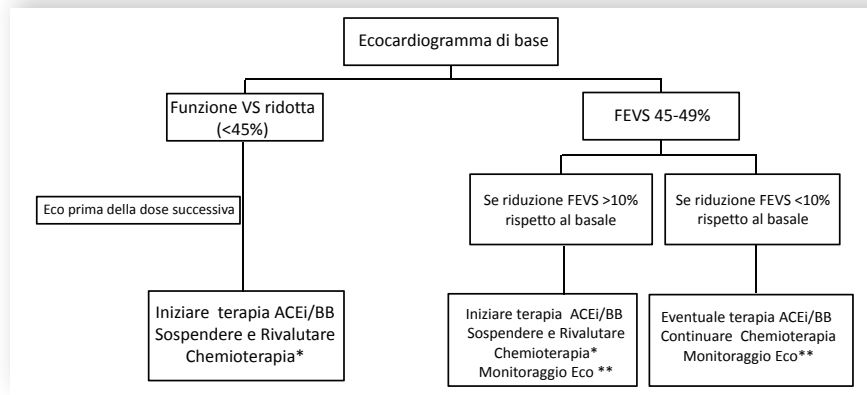 Ecocardiogramma di base
Funzione VS ridotta
(<45%)
FEVS 45-49%
Eco prima della dose successiva
Se riduzione FEVS >10%
rispetto al basale
Se riduzione FEVS <10%
rispetto al basale
Iniziare terapia ACEi/BB
Sospendere e Rivalutare
Chemioterapia*
Iniziare terapia ACEi/BB
Sospendere e Rivalutare
Chemioterapia*
Monitoraggio Eco **
Eventuale terapia ACEi/BB
Continuare Chemioterapia
Monitoraggio Eco**